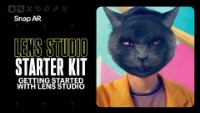 Snap AR
LENS STUDIO
STARTER KIT
GETTING STARTED
WITH LENS STUDIO